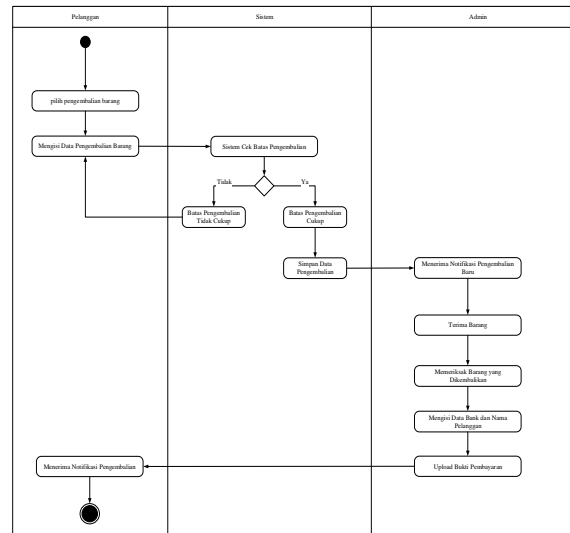 Pelanggan
Sistem
Admin
pilih pengembalian barang
Mengisi Data Pengembalian Barang
Sistem Cek Batas Pengembalian
Tidak
Ya
Batas Pengembalian
Tidak Cukup
Batas Pengembalian
Cukup
Simpan Data
Pengembalian
Menerima Notifikasi Pengembalian
Baru
Terima Barang
Memeriksak Barang yang
Dikembalikan
Mengisi Data Bank dan Nama
Pelanggan
Menerima Notifikasi Pengembalian
Upload Bukti Pembayaran